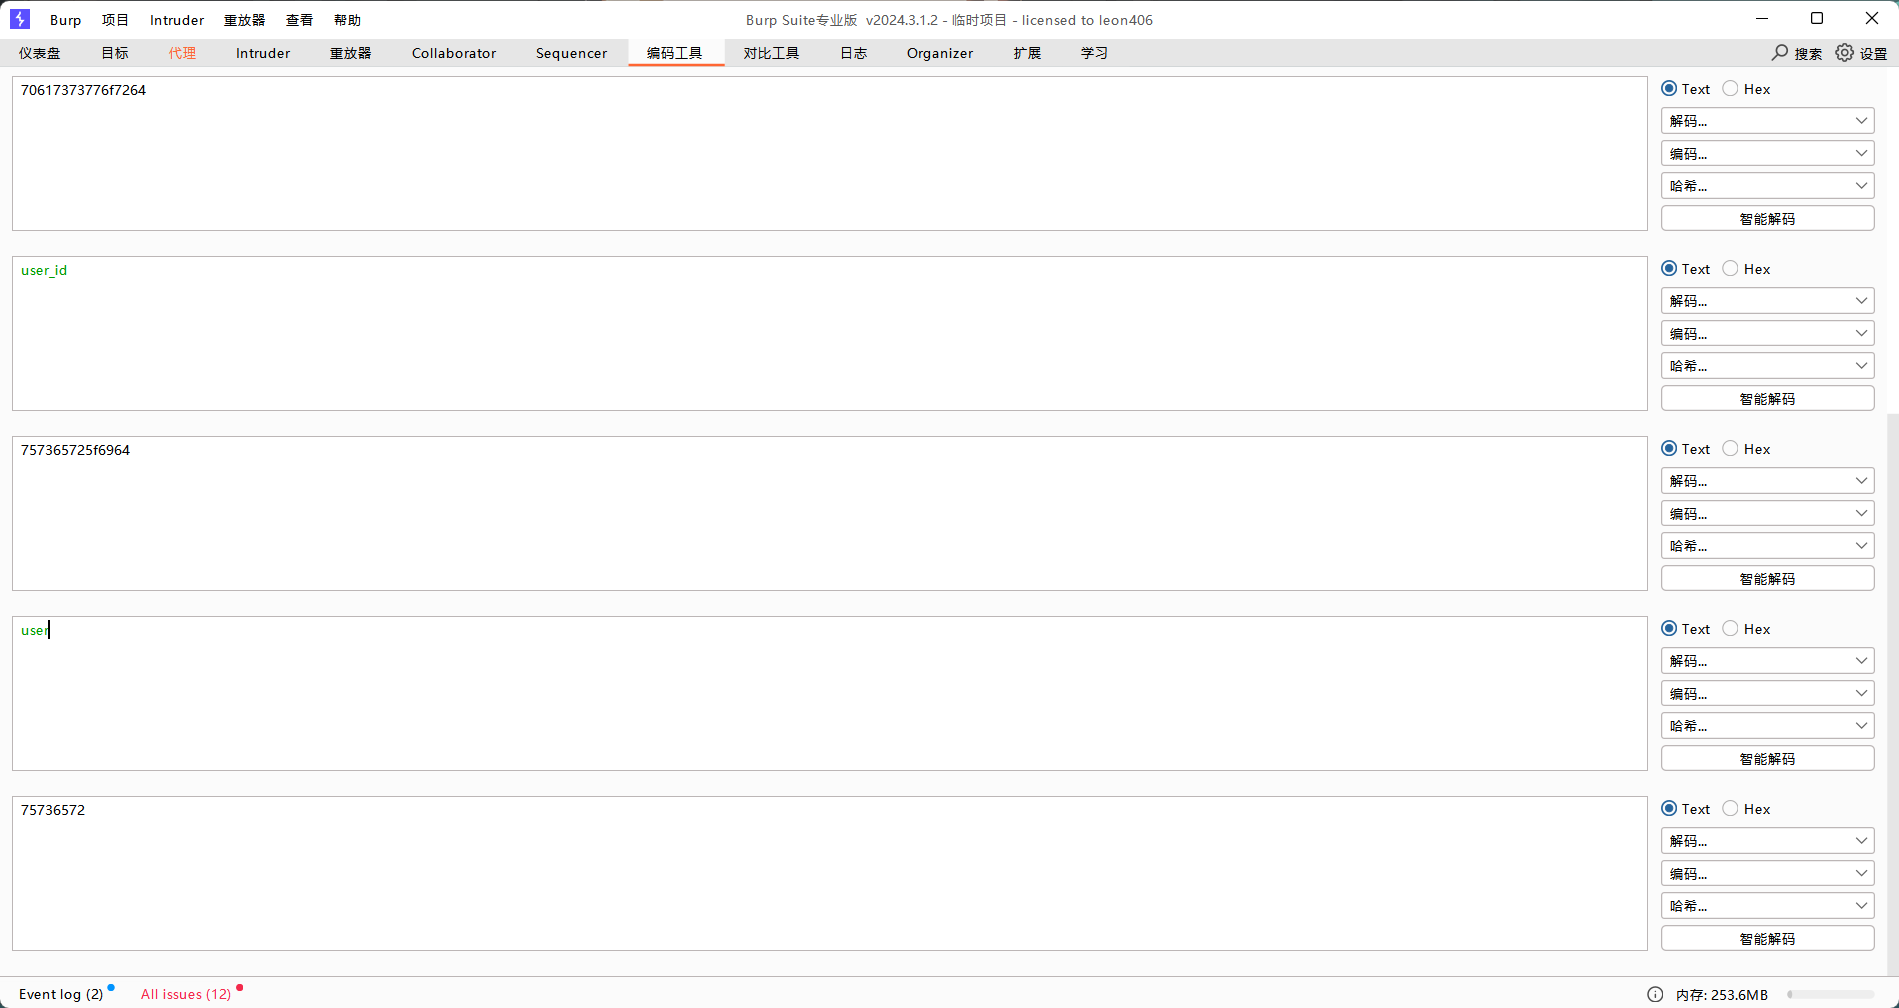 Burp 项目 Intruder 重放器 查看 帮助 Burp Suite专业版 v2024.3.1.2 - 临时项目 - licensed to leon406
仪表盘 目标 代理 Intruder 重放器 Collaborator Sequencer 编码工具 对比工具 日志 Organizer 扩展 学习 搜索 设置
70617373776f7264
Text Hex
解码...
编码...
哈希...
智能解码
user_id
Text Hex
解码...
编码...
哈希...
智能解码
757365725f6964
Text Hex
解码...
编码...
哈希...
智能解码
user
Text Hex
解码...
编码...
哈希...
智能解码
75736572
Text Hex
解码...
编码...
哈希...
智能解码
Event log (2) All issues (12) 内存: 253.6MB